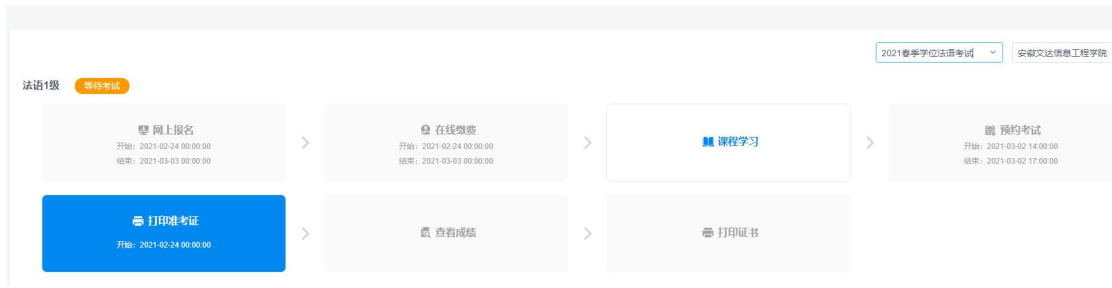 2021春季学位法语考试 安徽文达信息工程学院
法语1级 等待考试
网上报名
开始：2021-02-24 00:00:00
结束：2021-03-03 00:00:00
在线缴费
开始：2021-02-24 00:00:00
结束：2021-03-03 00:00:00
课程学习
预约考试
开始：2021-03-02 14:00:00
结束：2021-03-02 17:00:00
打印准考证
开始：2021-02-24 00:00:00
查看成绩
打印证书